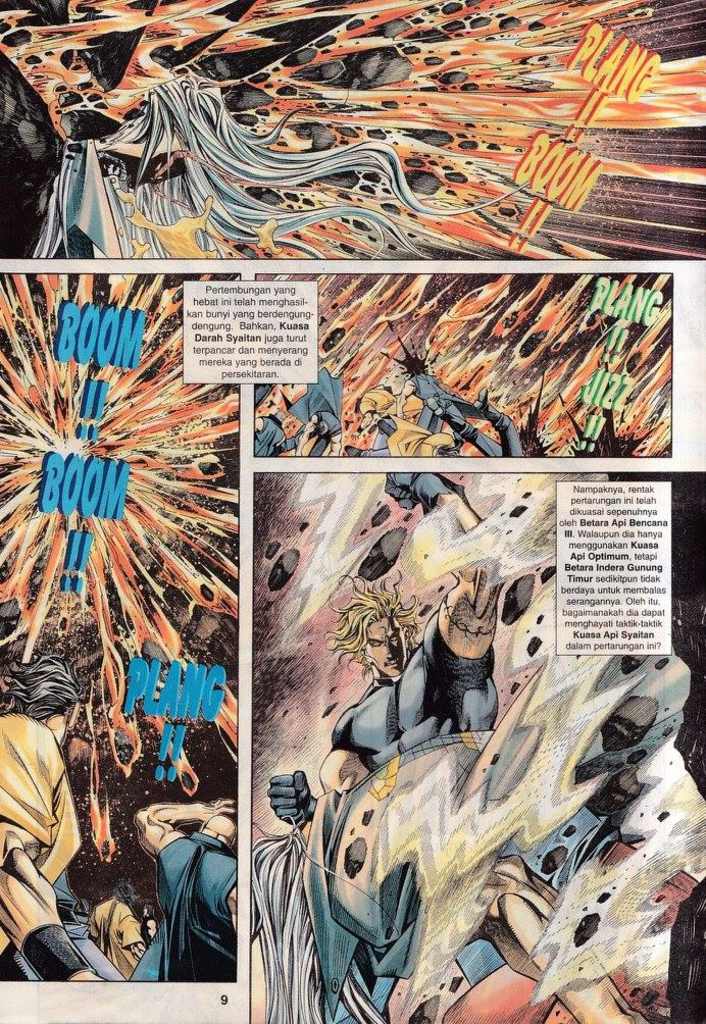 PLANG
!!
BOOM
!!
BOOM
!!
BOOM
!!
PLANG
!!
Pertembungan yang
hebat ini telah menghasil-
kan bunyi yang berdengung-
dengung. Bahkan, Kuasa
Darah Syaitan juga turut
terpancar dan menyerang
mereka yang berada di
persekitaran.
BLANG
!!
JIZZ
!!
Nampaknya, rentak
pertarungan ini telah
dikuasai sepenuhnya
oleh Betara Api Bencana
III. Walaupun dia hanya
menggunakan Kuasa
Api Optimum, tetapi
Betara Indera Gunung
Timur sedikitpun tidak
berdaya untuk membalas
serangannya. Oleh itu,
bagaimanakah dia dapat
menghayati taktik-taktik
Kuasa Api Syaitan
dalam pertarungan ini?
9